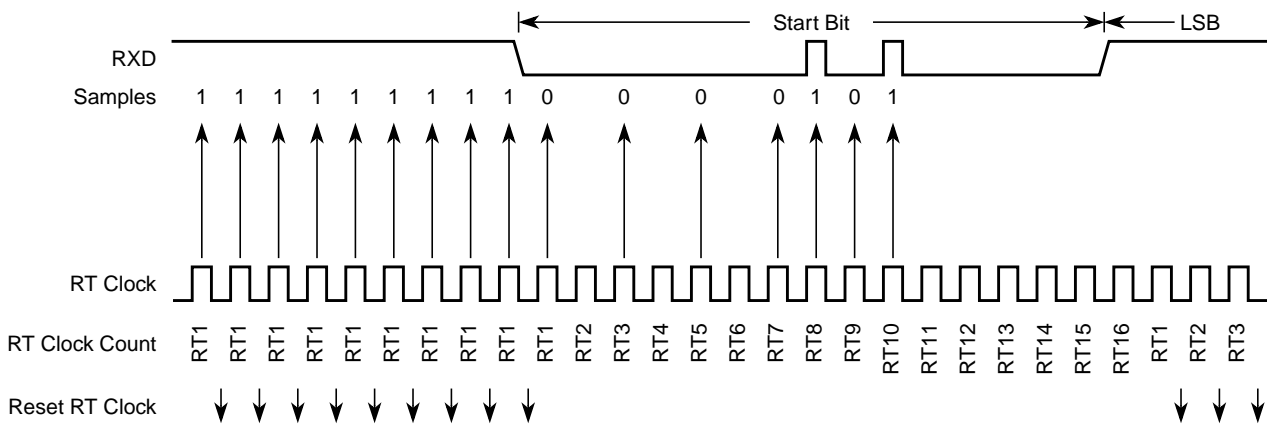 Start Bit LSB
RXD
Samples 1 1 1 1 1 1 1 1 1 0 0 0 0 1 0 1
RT Clock
RT Clock Count RT1 RT1 RT1 RT1 RT1 RT1 RT1 RT1 RT1 RT1 RT2 RT3 RT4 RT5 RT6 RT7 RT8 RT9 RT10 RT11 RT12 RT13 RT14 RT15 RT16 RT1 RT2 RT3
Reset RT Clock